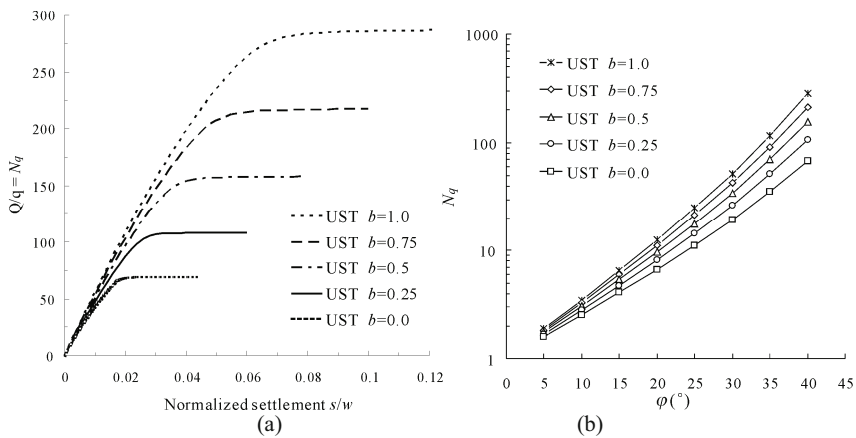 300
250
200
150
100
50
0
Q/q = Nq
0 0.02 0.04 0.06 0.08 0.1 0.12
Normalized settlement s/w
UST b=1.0
UST b=0.75
UST b=0.5
UST b=0.25
UST b=0.0
(a)
1000
100
10
1
Nq
0 5 10 15 20 25 30 35 40 45
φ(°)
UST b=1.0
UST b=0.75
UST b=0.5
UST b=0.25
UST b=0.0
(b)